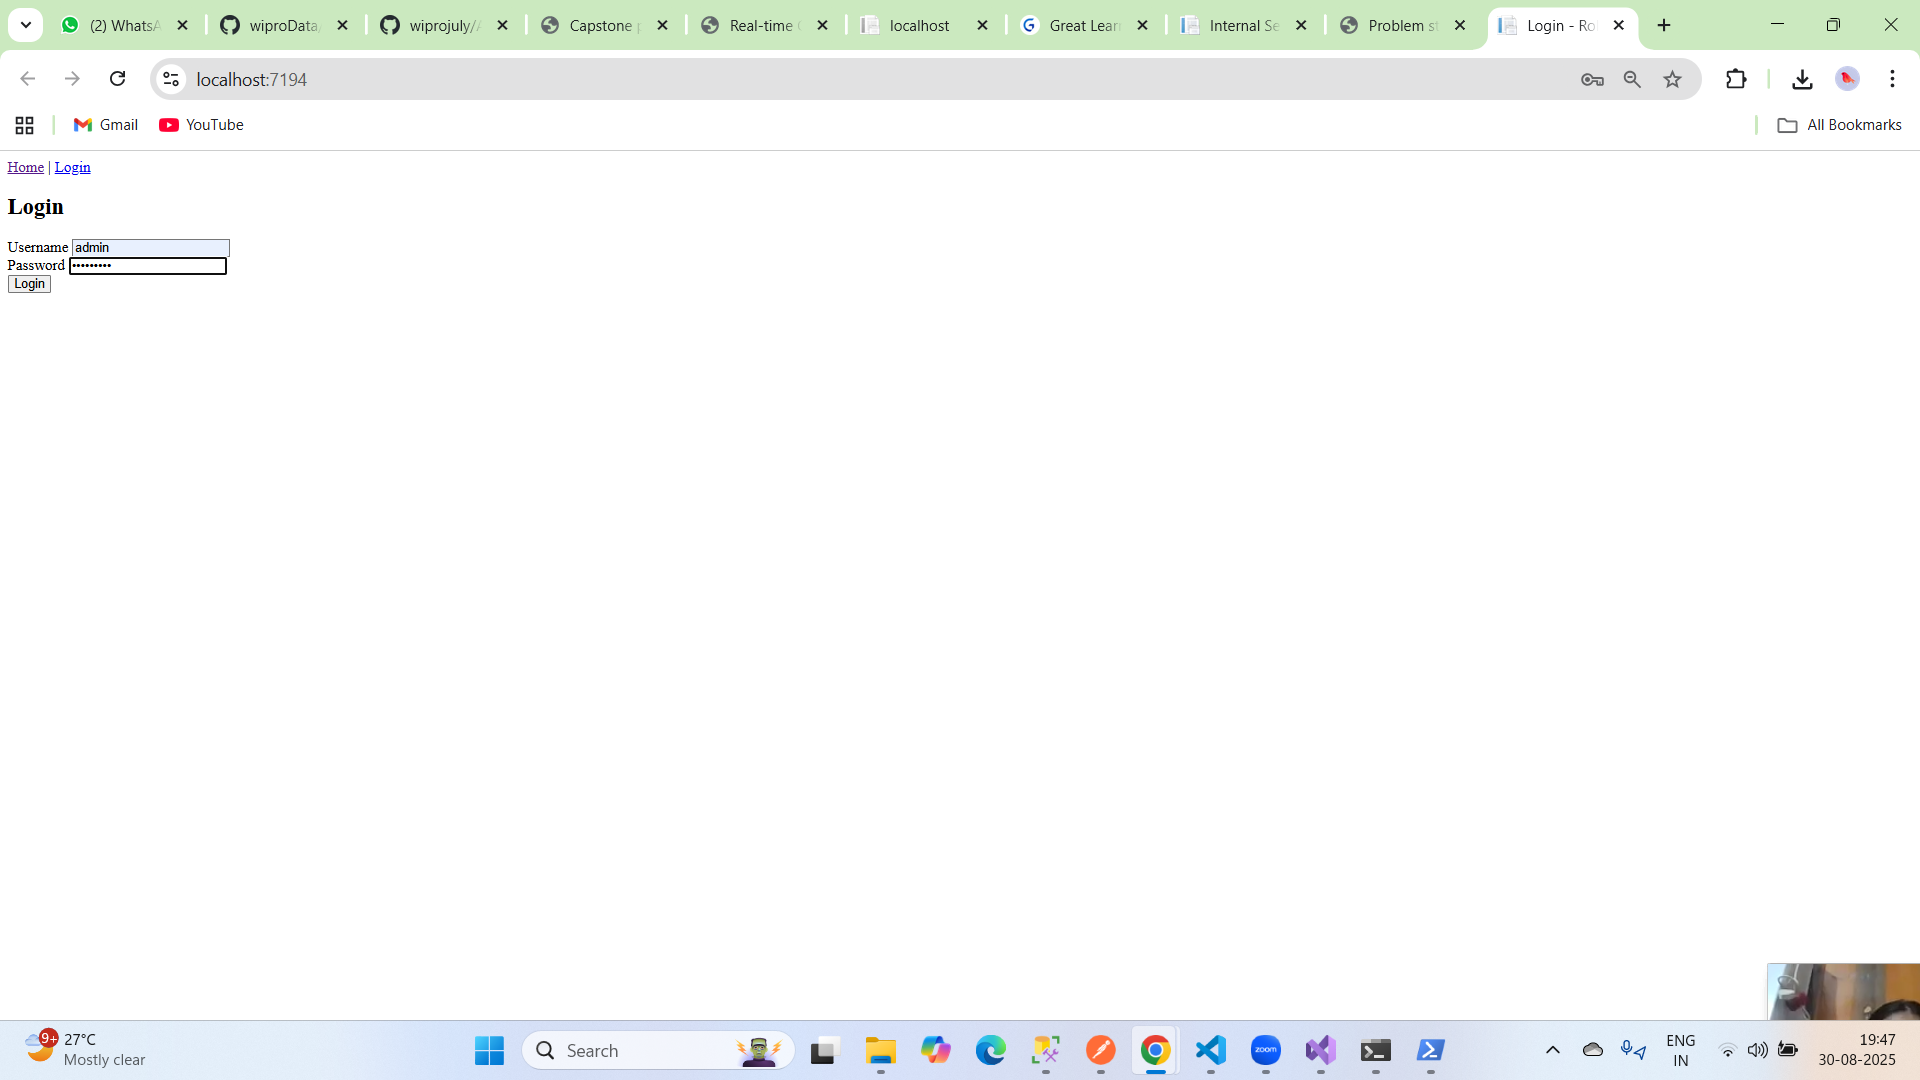 (2) WhatsA
wiproData
wiprojuly/
Capstone p
Real-time
localhost
Great Lear
Internal Se
Problem st
Login - Ro
localhost:7194
Gmail
YouTube
All Bookmarks
Home | Login
Login
Username admin
Password •••••••••
Login
9+
27°C
Mostly clear
Search
zoom
ENG
IN
19:47
30-08-2025